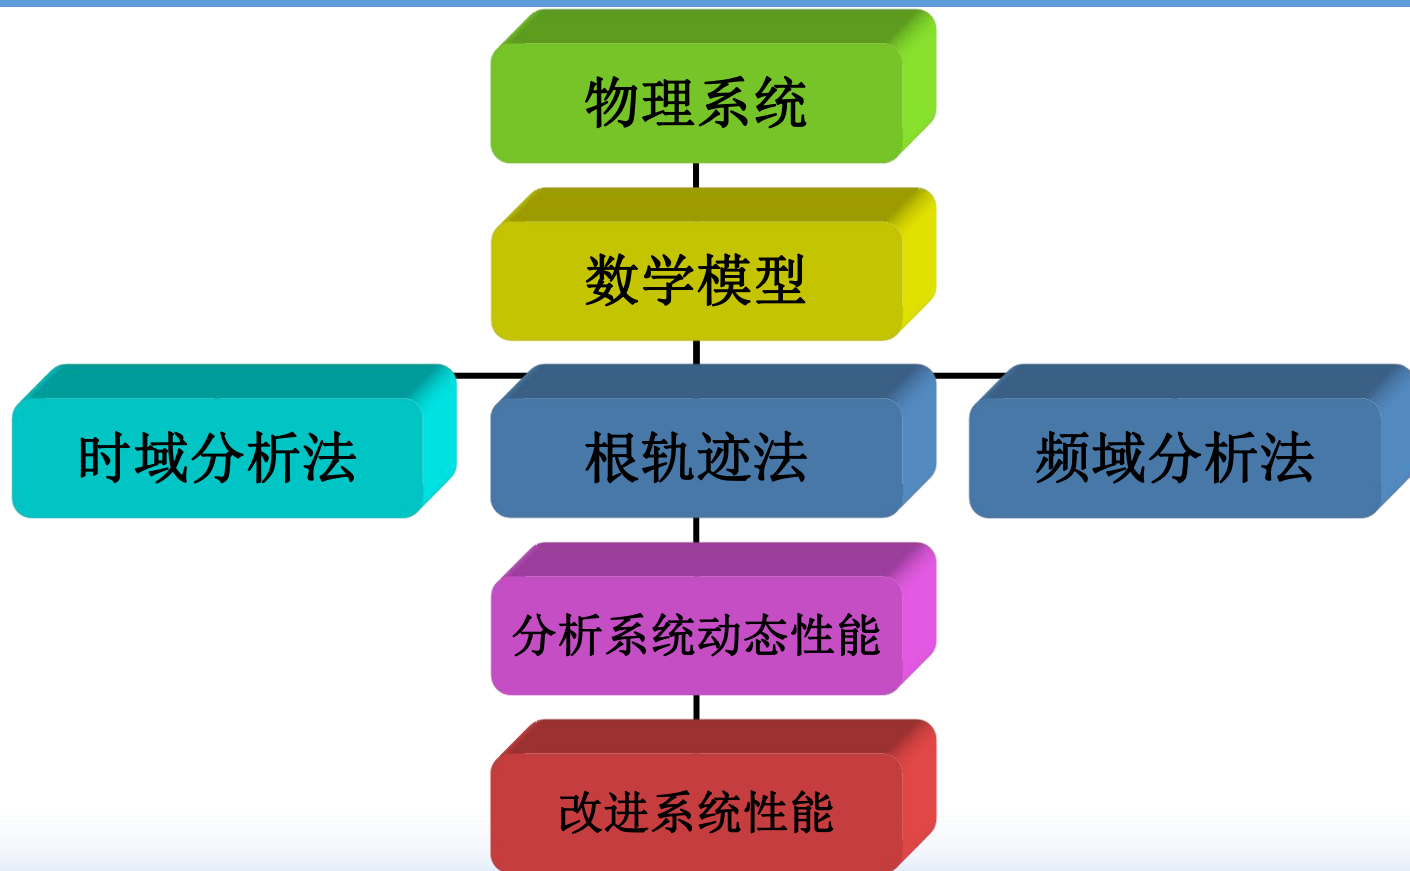 物理系统
数学模型
时域分析法
根轨迹法
频域分析法
分析系统动态性能
改进系统性能